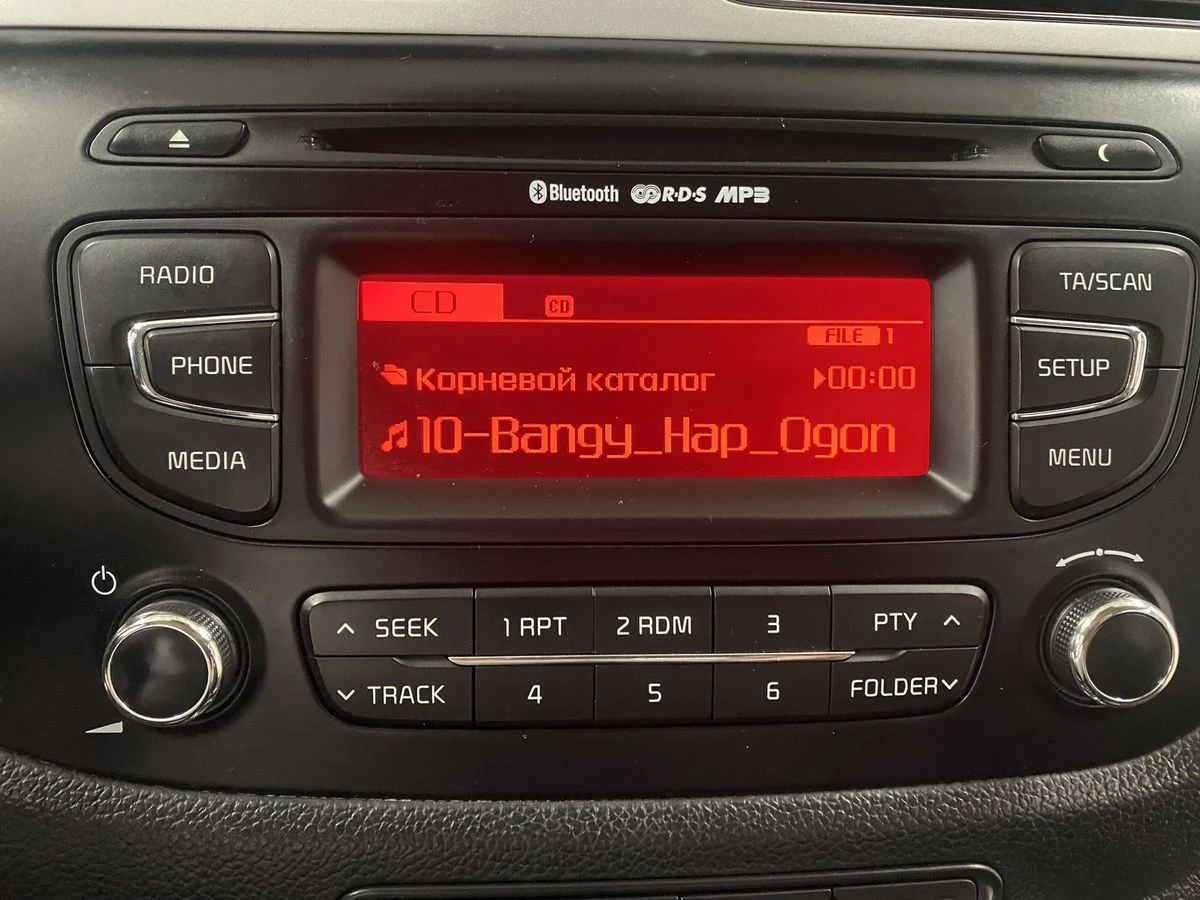 Bluetooth R·D·S MP3
RADIO
PHONE
MEDIA
CD CD
FILE 1
Корневой каталог 00:00
10-Bangy_Hap_Ogon
TA/SCAN
SETUP
MENU
SEEK 1 RPT 2 RDM 3 PTY
TRACK 4 5 6 FOLDER